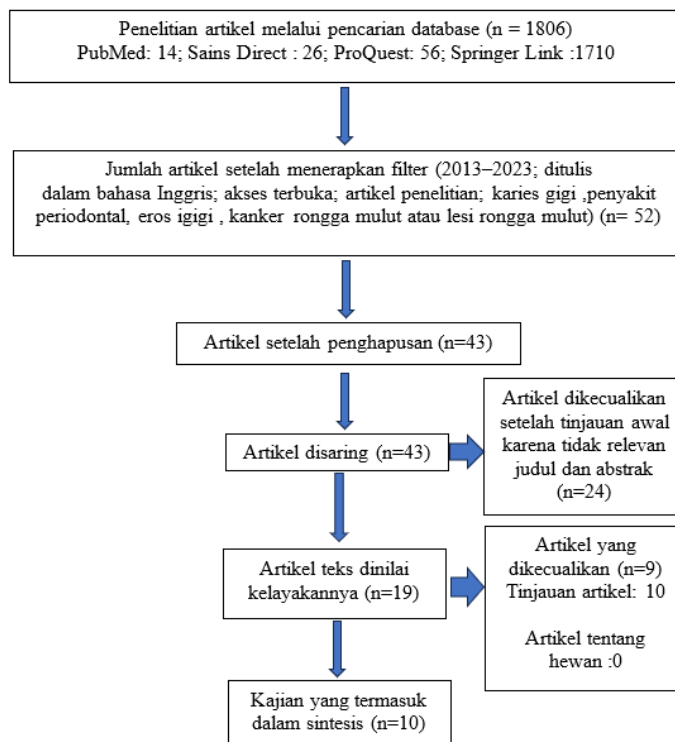 Penelitian artikel melalui pencarian database (n = 1806)
PubMed: 14; Sains Direct : 26; ProQuest: 56; Springer Link :1710
Jumlah artikel setelah menerapkan filter (2013–2023; ditulis
dalam bahasa Inggris; akses terbuka; artikel penelitian; karies gigi ,penyakit
periodontal, eros igigi , kanker rongga mulut atau lesi rongga mulut) (n= 52)
Artikel setelah penghapusan (n=43)
Artikel disaring (n=43)
Artikel dikecualikan
setelah tinjauan awal
karena tidak relevan
judul dan abstrak
(n=24)
Artikel teks dinilai
kelayakannya (n=19)
Artikel yang
dikecualikan (n=9)
Tinjauan artikel: 10
Artikel tentang
hewan :0
Kajian yang termasuk
dalam sintesis (n=10)